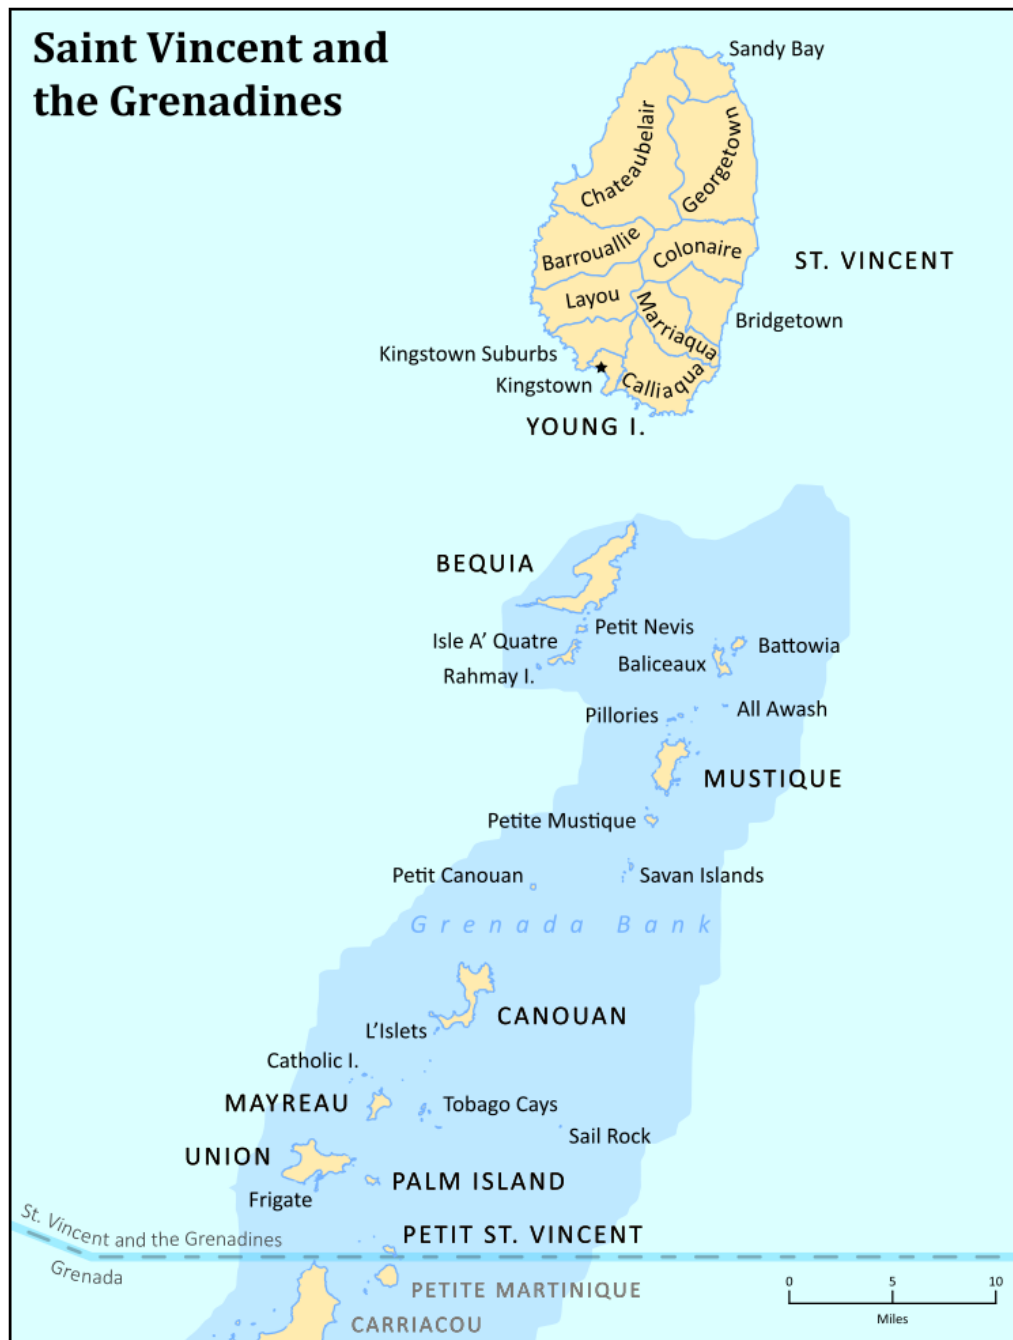 Saint Vincent and
the Grenadines
Sandy Bay
Chateaubelair
Georgetown
Barrouallie
Colonaire
ST. VINCENT
Layou
Marriaqua
Bridgetown
Kingstown Suburbs
Kingstown
Calliaqua
YOUNG I.
BEQUIA
Petit Nevis
Isle A' Quatre
Battowia
Baliceaux
Rahmay I.
All Awash
Pillories
MUSTIQUE
Petite Mustique
Petit Canouan
Savan Islands
Grenada Bank
CANOUAN
L'Islets
Catholic I.
MAYREAU
Tobago Cays
Sail Rock
UNION
PALM ISLAND
Frigate
St. Vincent and the Grenadines
PETIT ST. VINCENT
Grenada
PETITE MARTINIQUE
CARRIACOU
0 5 10
Miles